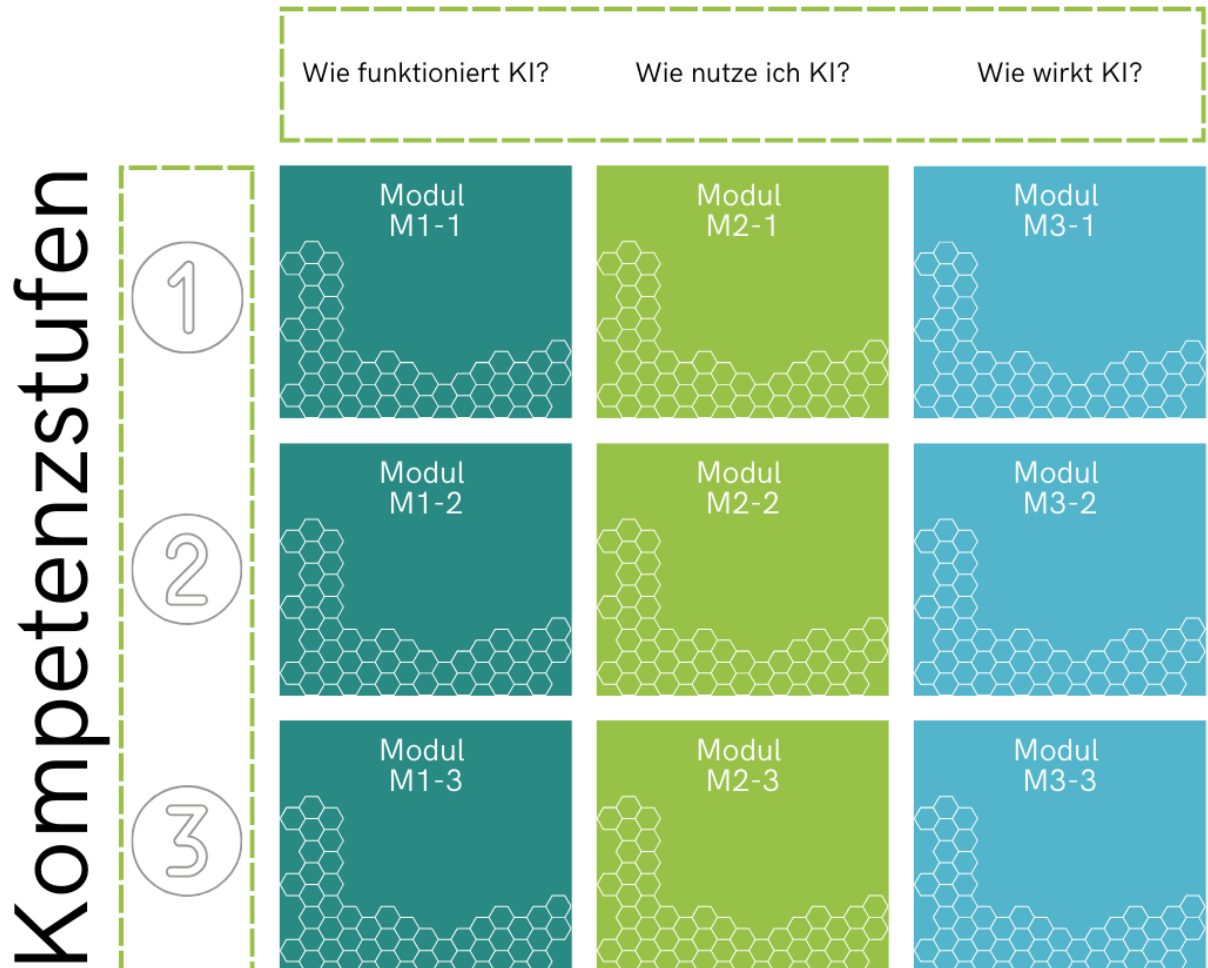 Wie funktioniert KI?
Wie nutze ich KI?
Wie wirkt KI?
Kompetenzstufen
1
Modul
M1-1
Modul
M2-1
Modul
M3-1
2
Modul
M1-2
Modul
M2-2
Modul
M3-2
3
Modul
M1-3
Modul
M2-3
Modul
M3-3